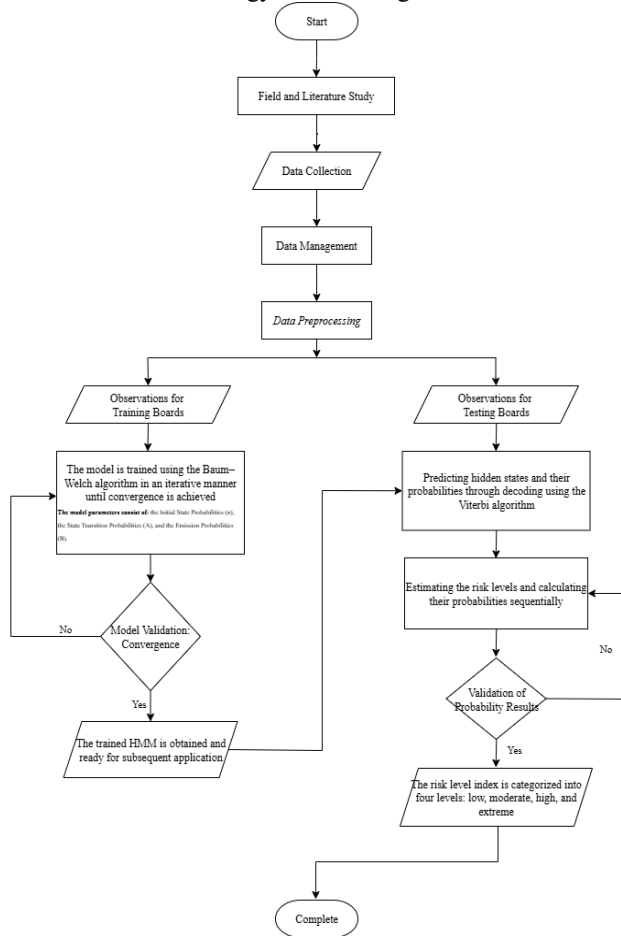 Start
Field and Literature Study
Data Collection
Data Management
Data Preprocessing
Observations for
Training Boards
Observations for
Testing Boards
The model is trained using the Baum–
Welch algorithm in an iterative manner
until convergence is achieved
The model parameters consist of: the Initial State Probabilities (π),
the State Transition Probabilities (A), and the Emission Probabilities
(B).
Predicting hidden states and their
probabilities through decoding using the
Viterbi algorithm
Estimating the risk levels and calculating
their probabilities sequentially
No
Model Validation:
Convergence
No
Validation of
Probability Results
Yes
Yes
The trained HMM is obtained and
ready for subsequent application
The risk level index is categorized into
four levels: low, moderate, high, and
extreme
Complete